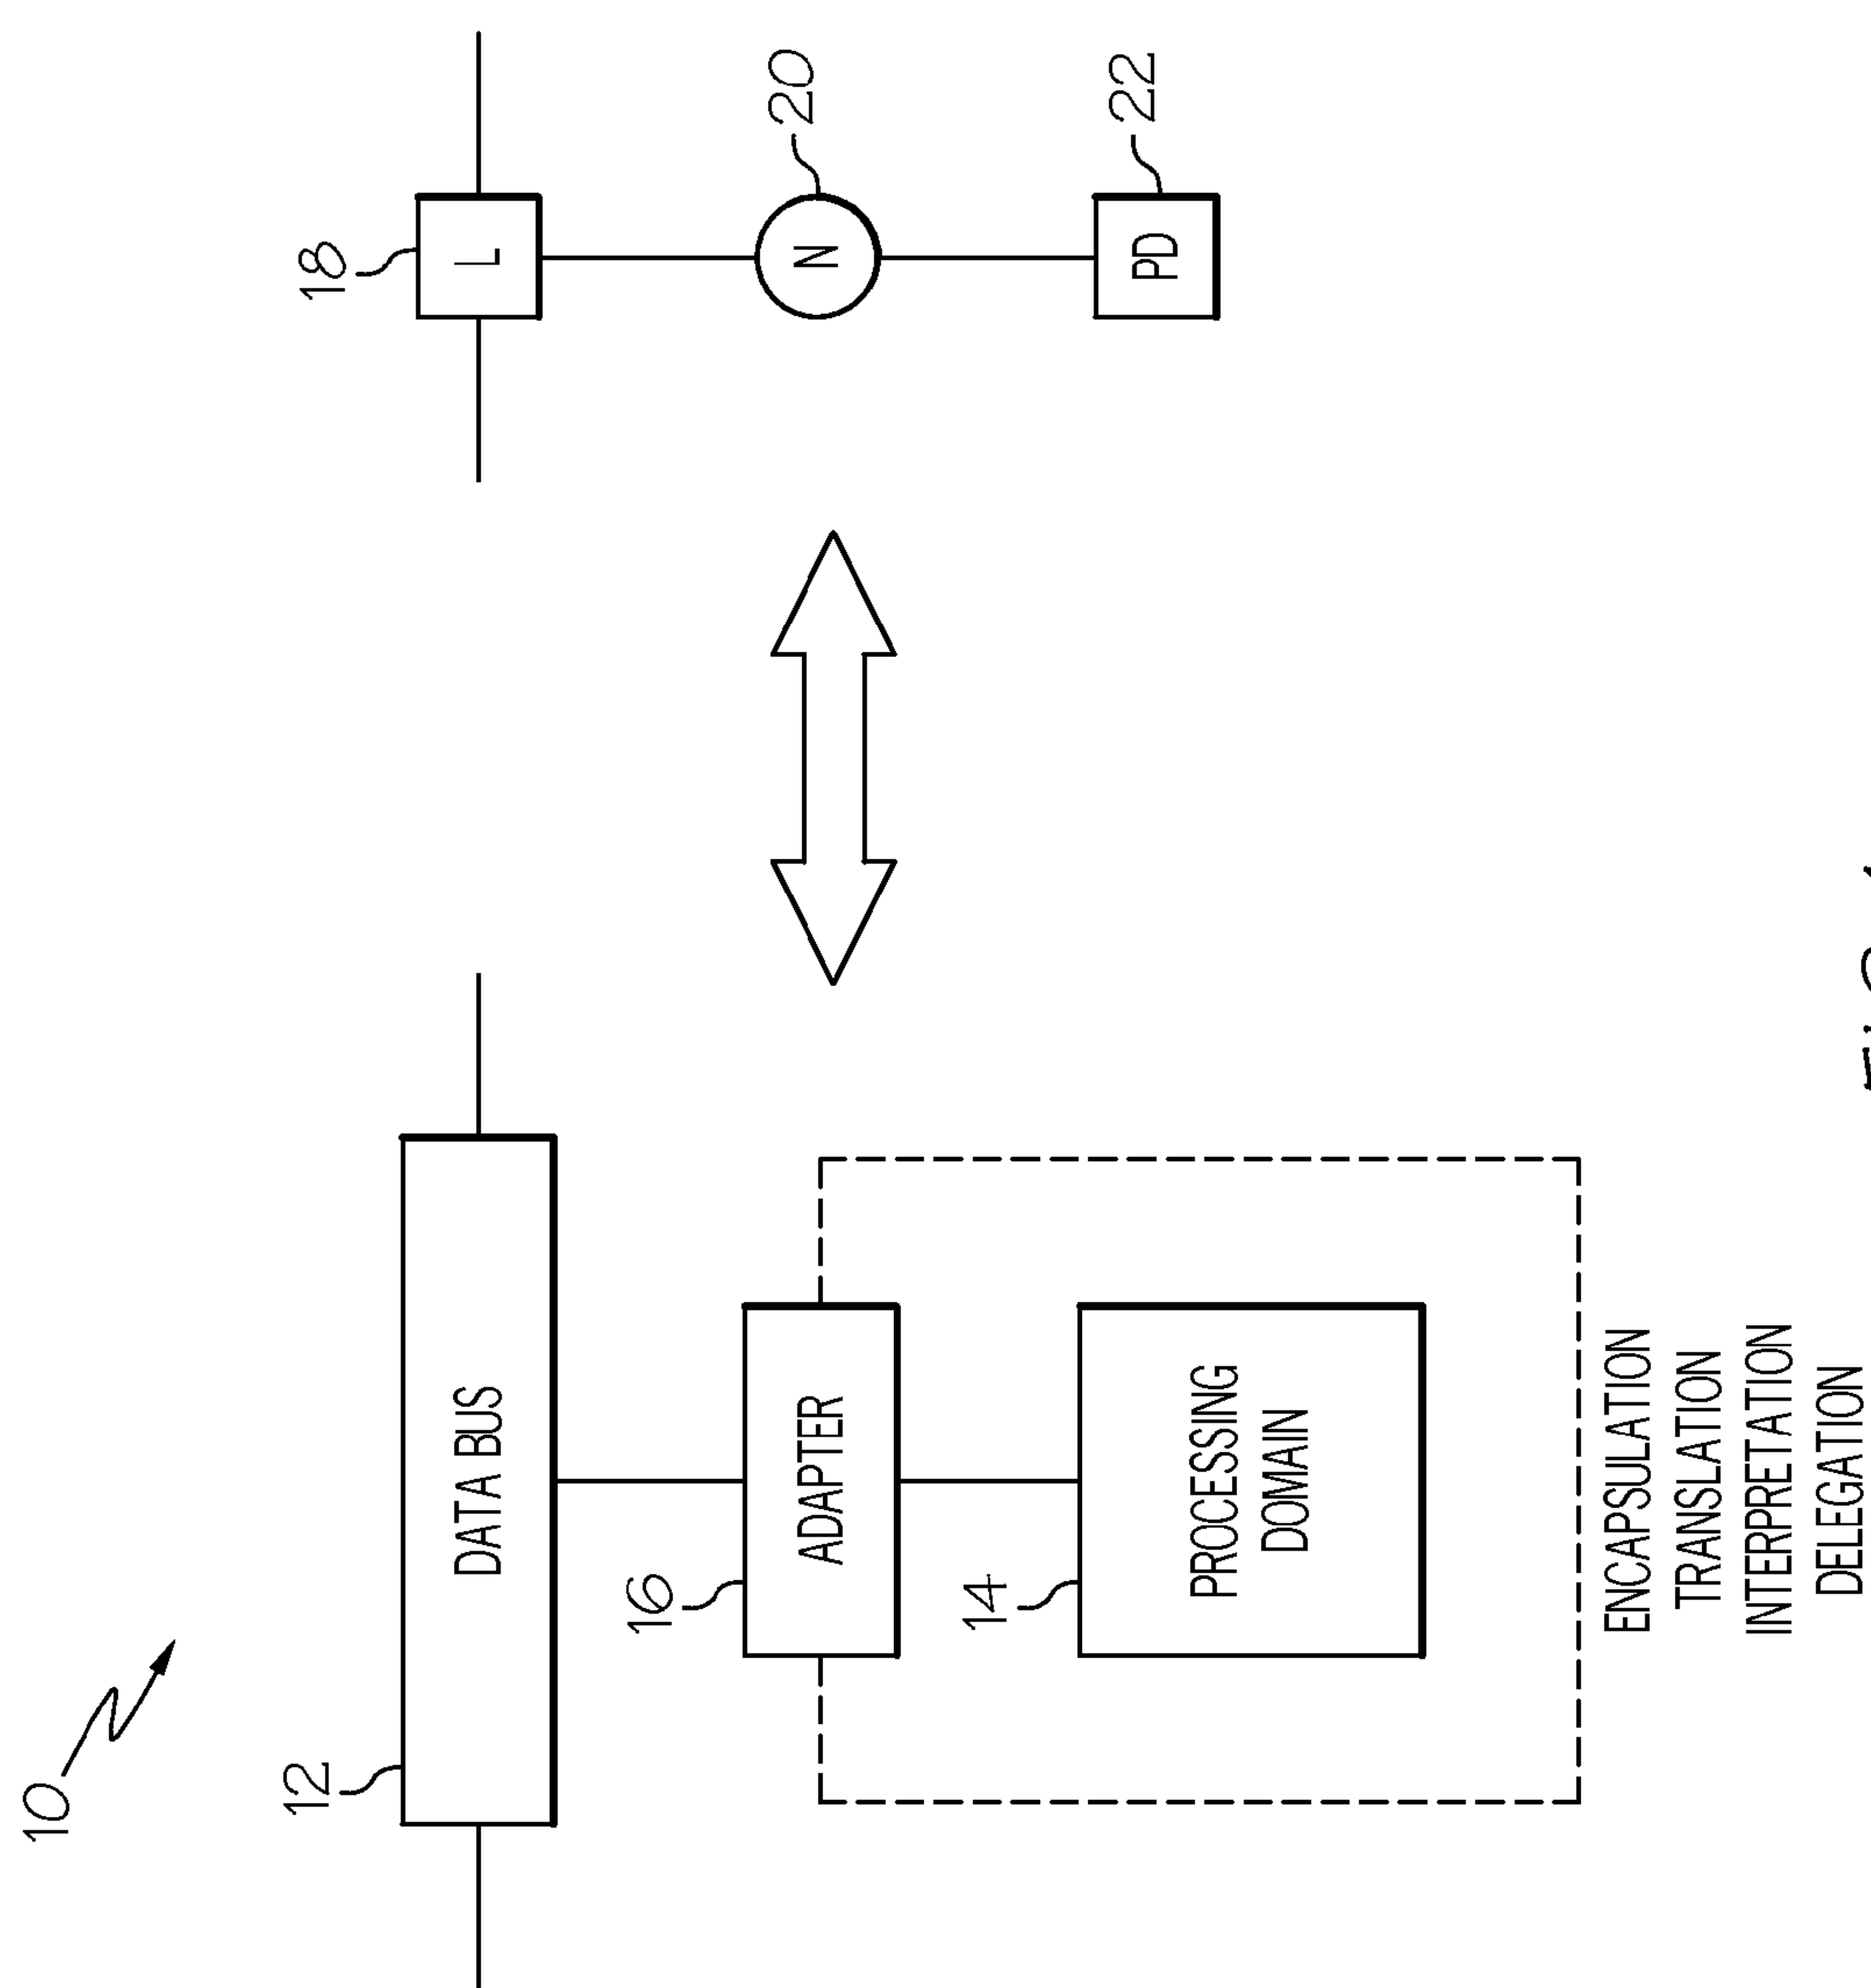 10
12
DATA BUS
16
ADAPTER
14
PROCESSING
DOMAIN
ENCAPSULATION
TRANSLATION
INTERPRETATION
DELEGATION
18
L
20
N
22
PD